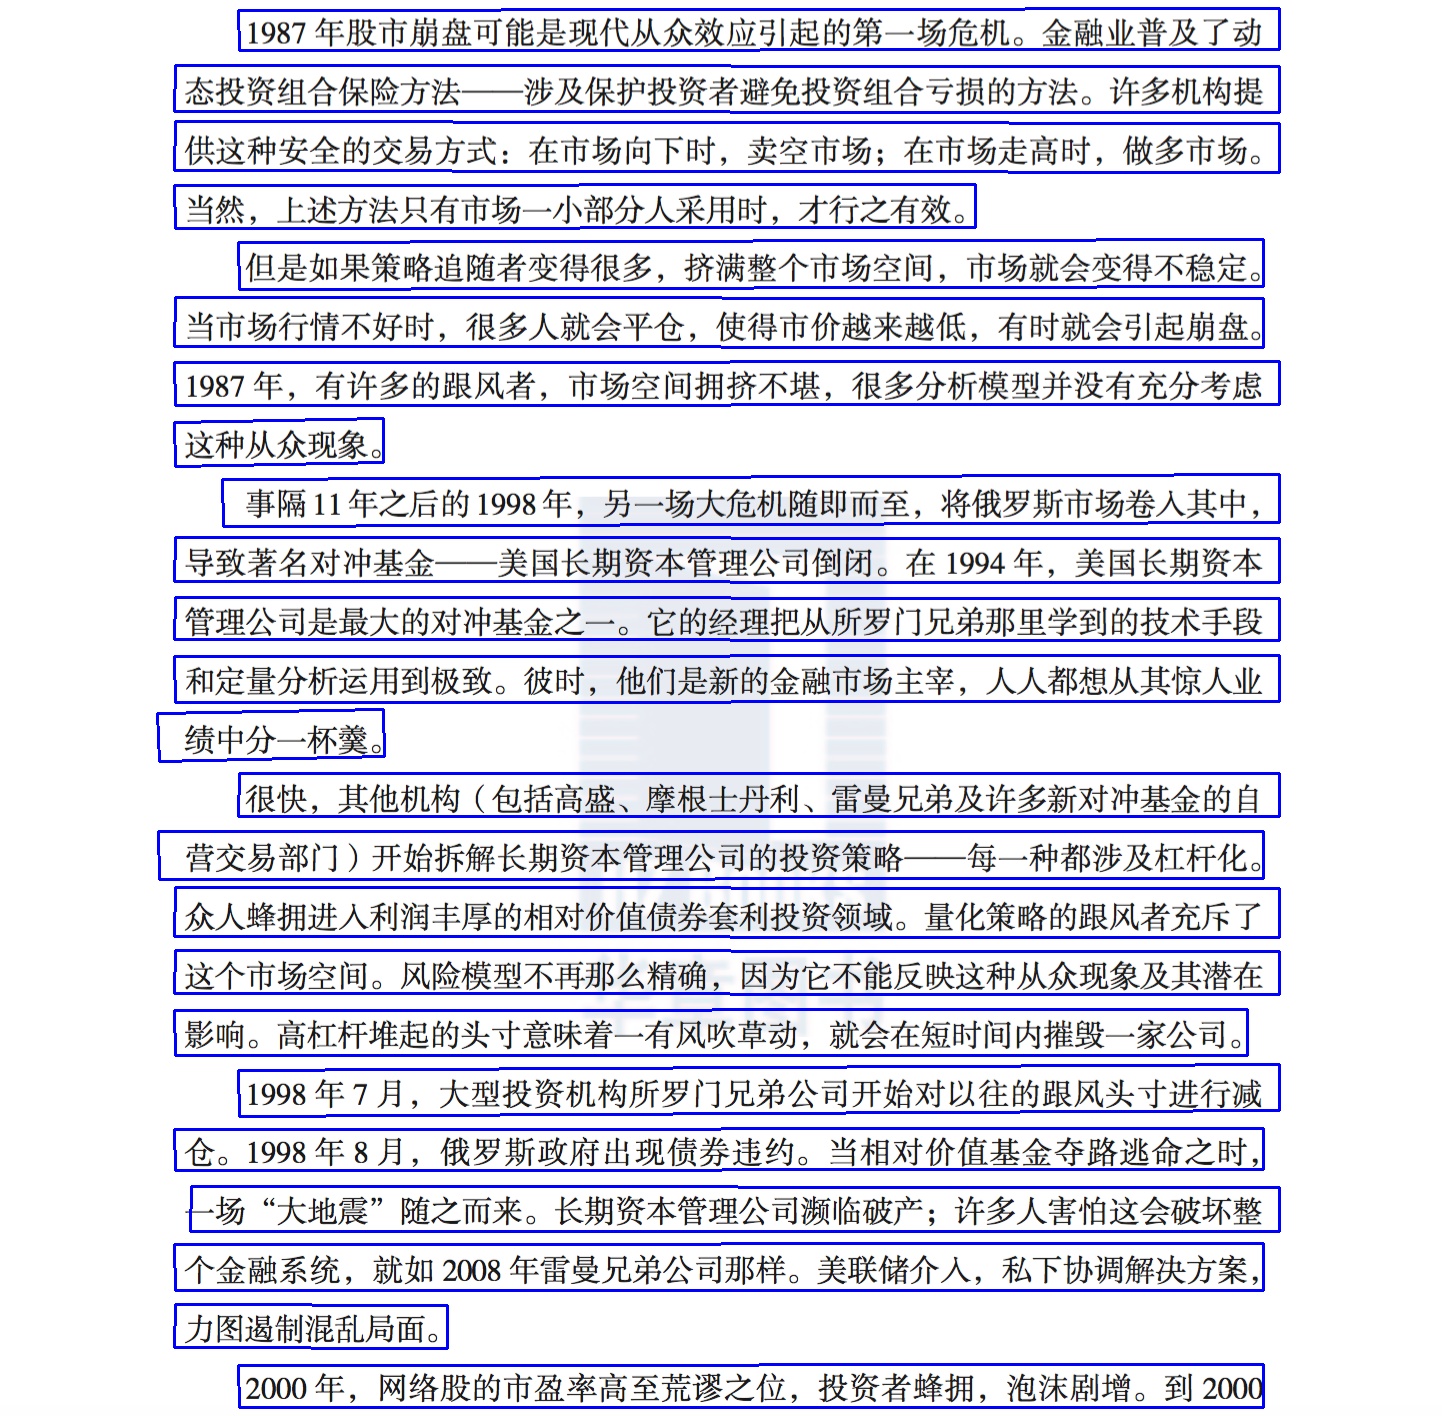 1987 年股市崩盘可能是现代从众效应引起的第一场危机。金融业普及了动
态投资组合保险方法——涉及保护投资者避免投资组合亏损的方法。许多机构提
供这种安全的交易方式：在市场向下时，卖空市场；在市场走高时，做多市场。
当然，上述方法只有市场一小部分人采用时，才行之有效。
但是如果策略追随者变得很多，挤满整个市场空间，市场就会变得不稳定。
当市场行情不好时，很多人就会平仓，使得市价越来越低，有时就会引起崩盘。
1987 年，有许多的跟风者，市场空间拥挤不堪，很多分析模型并没有充分考虑
这种从众现象。
事隔 11 年之后的 1998 年，另一场大危机随即而至，将俄罗斯市场卷入其中，
导致著名对冲基金——美国长期资本管理公司倒闭。在 1994 年，美国长期资本
管理公司是最大的对冲基金之一。它的经理把从所罗门兄弟那里学到的技术手段
和定量分析运用到极致。彼时，他们是新的金融市场主宰，人人都想从其惊人业
绩中分一杯羹。
很快，其他机构（包括高盛、摩根士丹利、雷曼兄弟及许多新对冲基金的自
营交易部门）开始拆解长期资本管理公司的投资策略——每一种都涉及杠杆化。
众人蜂拥进入利润丰厚的相对价值债券套利投资领域。量化策略的跟风者充斥了
这个市场空间。风险模型不再那么精确，因为它不能反映这种从众现象及其潜在
影响。高杠杆堆起的头寸意味着一有风吹草动，就会在短时间内摧毁一家公司。
1998 年 7 月，大型投资机构所罗门兄弟公司开始对以往的跟风头寸进行减
仓。1998 年 8 月，俄罗斯政府出现债券违约。当相对价值基金夺路逃命之时，
一场“大地震”随之而来。长期资本管理公司濒临破产；许多人害怕这会破坏整
个金融系统，就如 2008 年雷曼兄弟公司那样。美联储介入，私下协调解决方案，
力图遏制混乱局面。
2000 年，网络股的市盈率高至荒谬之位，投资者蜂拥，泡沫剧增。到 2000
华章图书